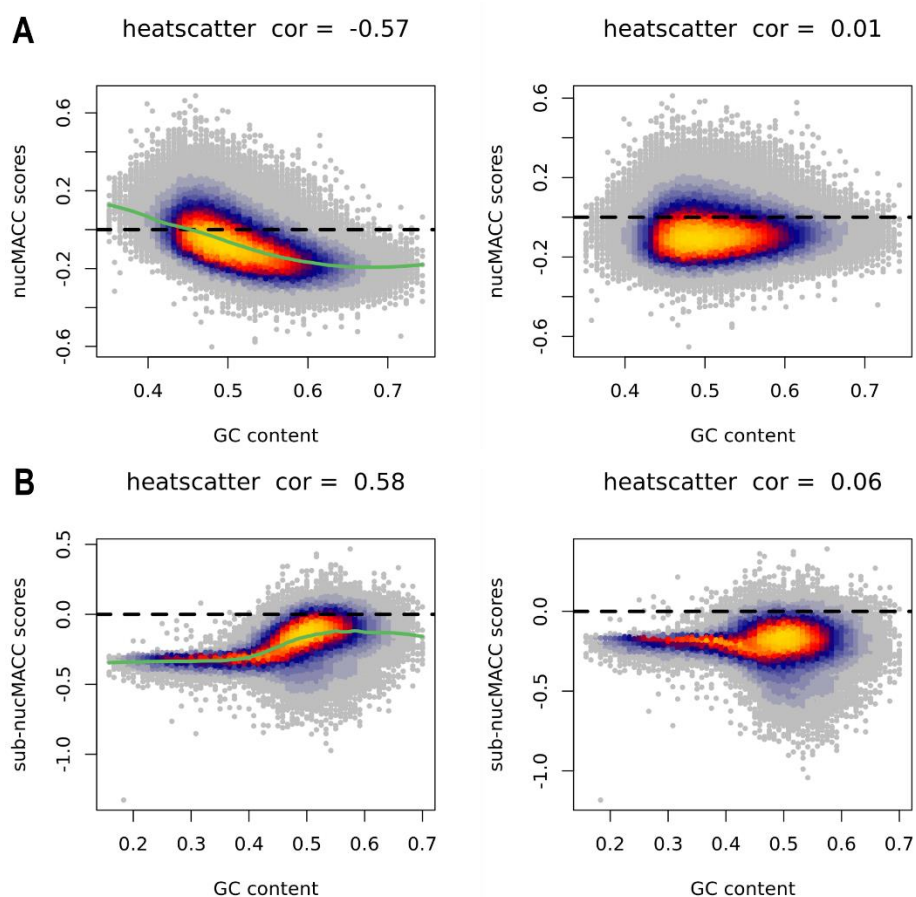 A
heatscatter cor = -0.57
nucMACC scores
0.6
0.2
-0.2
-0.6
0.4 0.5 0.6 0.7
GC content
heatscatter cor = 0.01
nucMACC scores
0.6
0.2
-0.2
-0.6
0.4 0.5 0.6 0.7
GC content
B
heatscatter cor = 0.58
sub-nucMACC scores
0.5
0.0
-0.5
-1.0
0.2 0.3 0.4 0.5 0.6 0.7
GC content
heatscatter cor = 0.06
sub-nucMACC scores
0.0
-0.5
-1.0
0.2 0.3 0.4 0.5 0.6 0.7
GC content